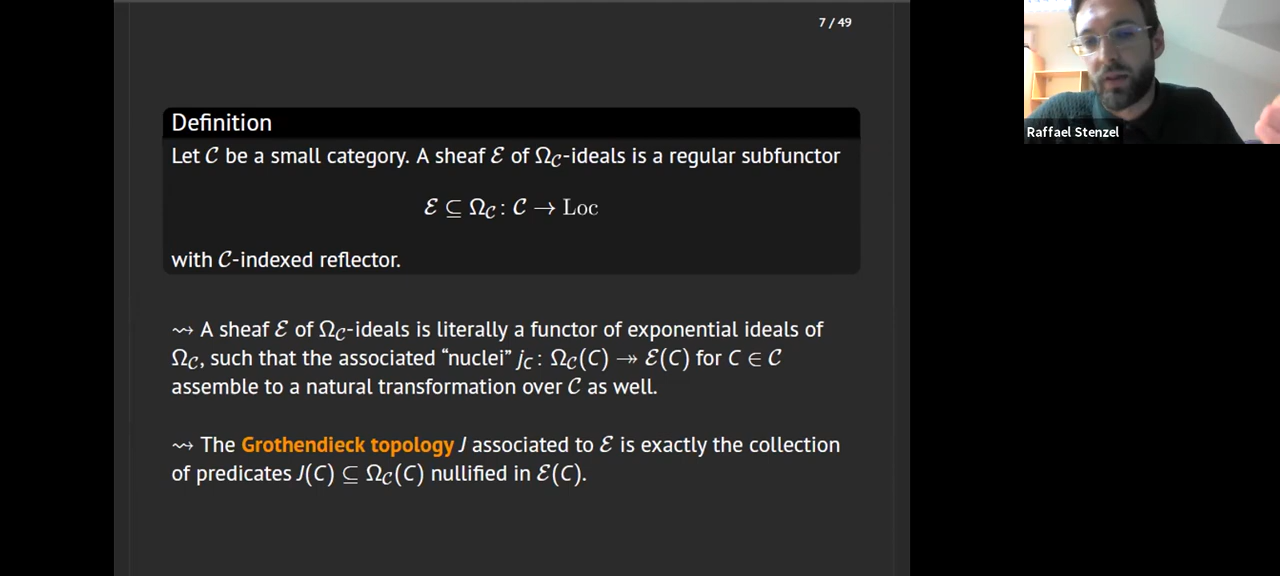 7 / 49
Raffael Stenzel
Definition
Let 𝒞 be a small category. A sheaf ℰ of Ω𝒞-ideals is a regular subfunctor
ℰ ⊆ Ω𝒞 : 𝒞 → Loc
with 𝒞-indexed reflector.
⇝ A sheaf ℰ of Ω𝒞-ideals is literally a functor of exponential ideals of
Ω𝒞, such that the associated “nuclei” j_C : Ω𝒞(C) ↠ ℰ(C) for C ∈ 𝒞
assemble to a natural transformation over 𝒞 as well.
⇝ The Grothendieck topology J associated to ℰ is exactly the collection
of predicates J(C) ⊆ Ω𝒞(C) nullified in ℰ(C).